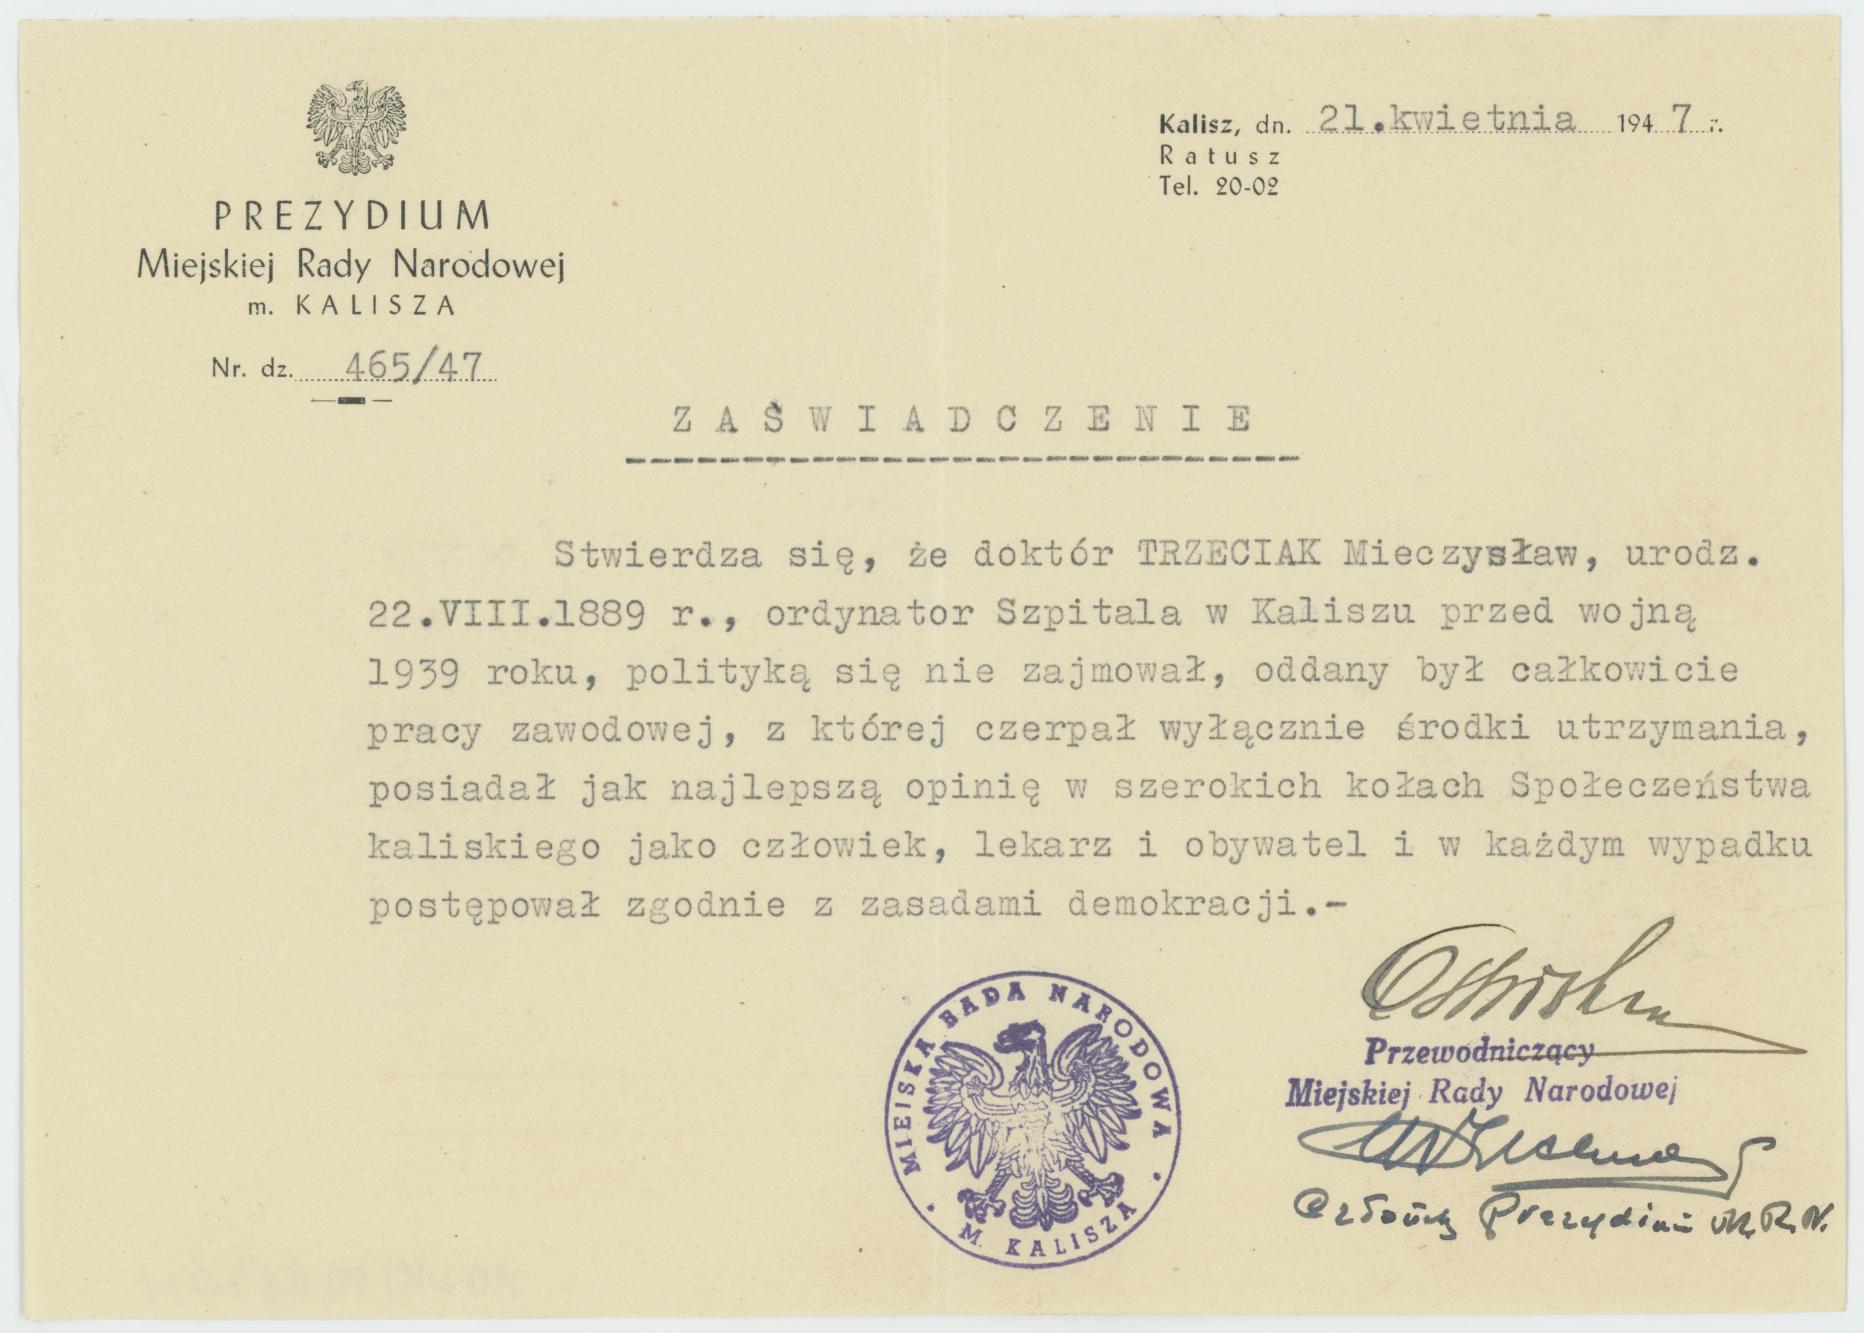 PREZYDIUM
Miejskiej Rady Narodowej
m. KALISZA
Nr. dz. 465/47
Kalisz, dn. 21.kwietnia 1947 r.
Ratusz
Tel. 20-02
ZAŚWIADCZENIE
Stwierdza się, że doktór TRZECIAK Mieczysław, urodz.
22.VIII.1889 r., ordynator Szpitala w Kaliszu przed wojną
1939 roku, polityką się nie zajmował, oddany był całkowicie
pracy zawodowej, z której czerpał wyłącznie środki utrzymania,
posiadał jak najlepszą opinię w szerokich kołach Społeczeństwa
kaliskiego jako człowiek, lekarz i obywatel i w każdym wypadku
postępował zgodnie z zasadami demokracji.-
MIEJSKA RADA NARODOWA
M. KALISZA
Przewodniczący
Miejskiej Rady Narodowej
Członek Prezydium M.R.N.